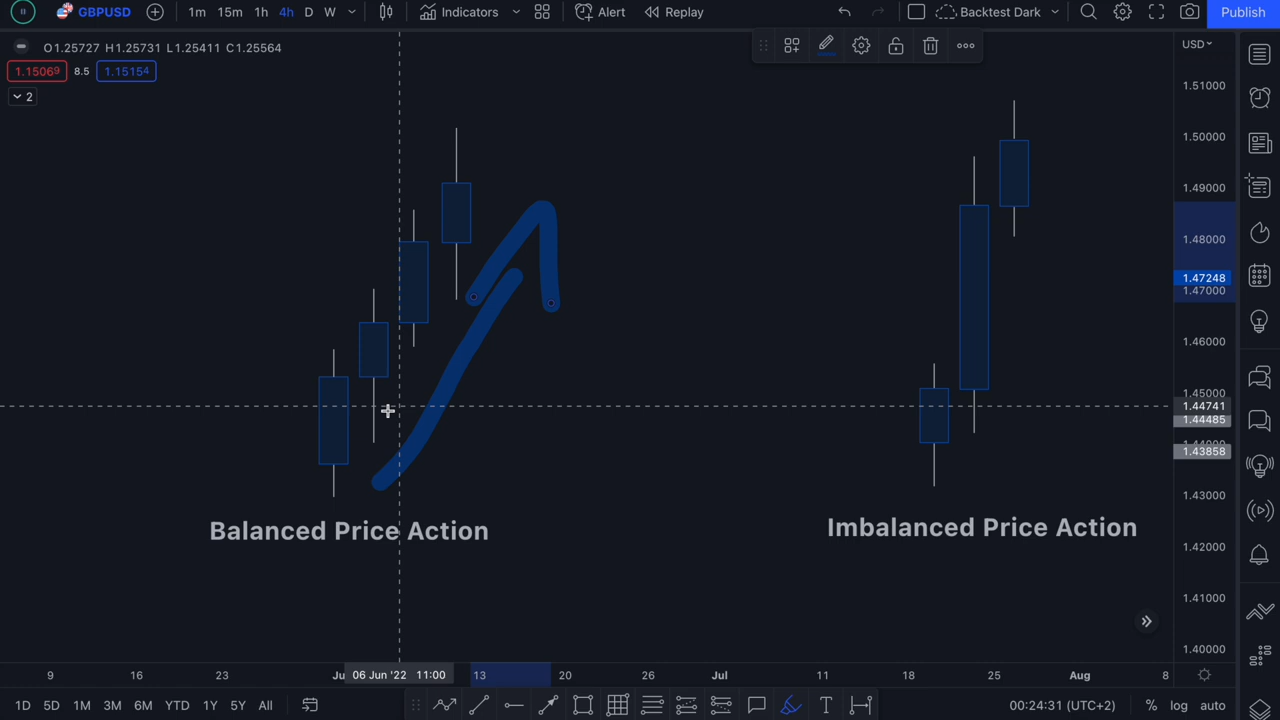 GBPUSD 1m 15m 1h 4h D W Indicators Alert Replay Backtest Dark Publish
O1.25727 H1.25731 L1.25411 C1.25564
USD
1.15069 8.5 1.15154
2
1.51000
1.50000
1.49000
1.48000
1.47248
1.47000
1.46000
1.45000
1.44741
1.44485
1.44000
1.43858
1.43000
1.42000
1.41000
1.40000
Balanced Price Action
Imbalanced Price Action
9 16 23 Ju 06 Jun '22 11:00 13 20 26 Jul 11 18 25 Aug 8
1D 5D 1M 3M 6M YTD 1Y 5Y All 00:24:31 (UTC+2) % log auto